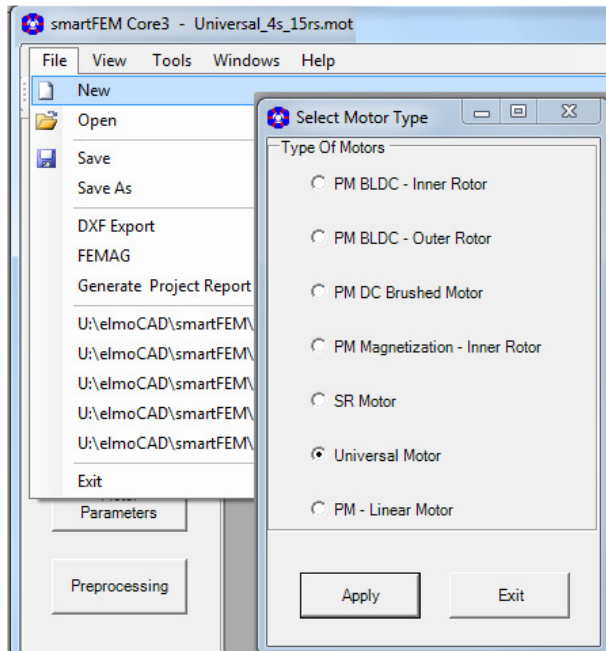 smartFEM Core3 - Universal_4s_15rs.mot
File View Tools Windows Help
New
Open
Save
Save As
DXF Export
FEMAG
Generate Project Report
U:\elmoCAD\smartFEM\
U:\elmoCAD\smartFEM\
U:\elmoCAD\smartFEM\
U:\elmoCAD\smartFEM\
U:\elmoCAD\smartFEM\
Exit
Parameters
Preprocessing
Select Motor Type
Type Of Motors
PM BLDC - Inner Rotor
PM BLDC - Outer Rotor
PM DC Brushed Motor
PM Magnetization - Inner Rotor
SR Motor
Universal Motor
PM - Linear Motor
Apply Exit